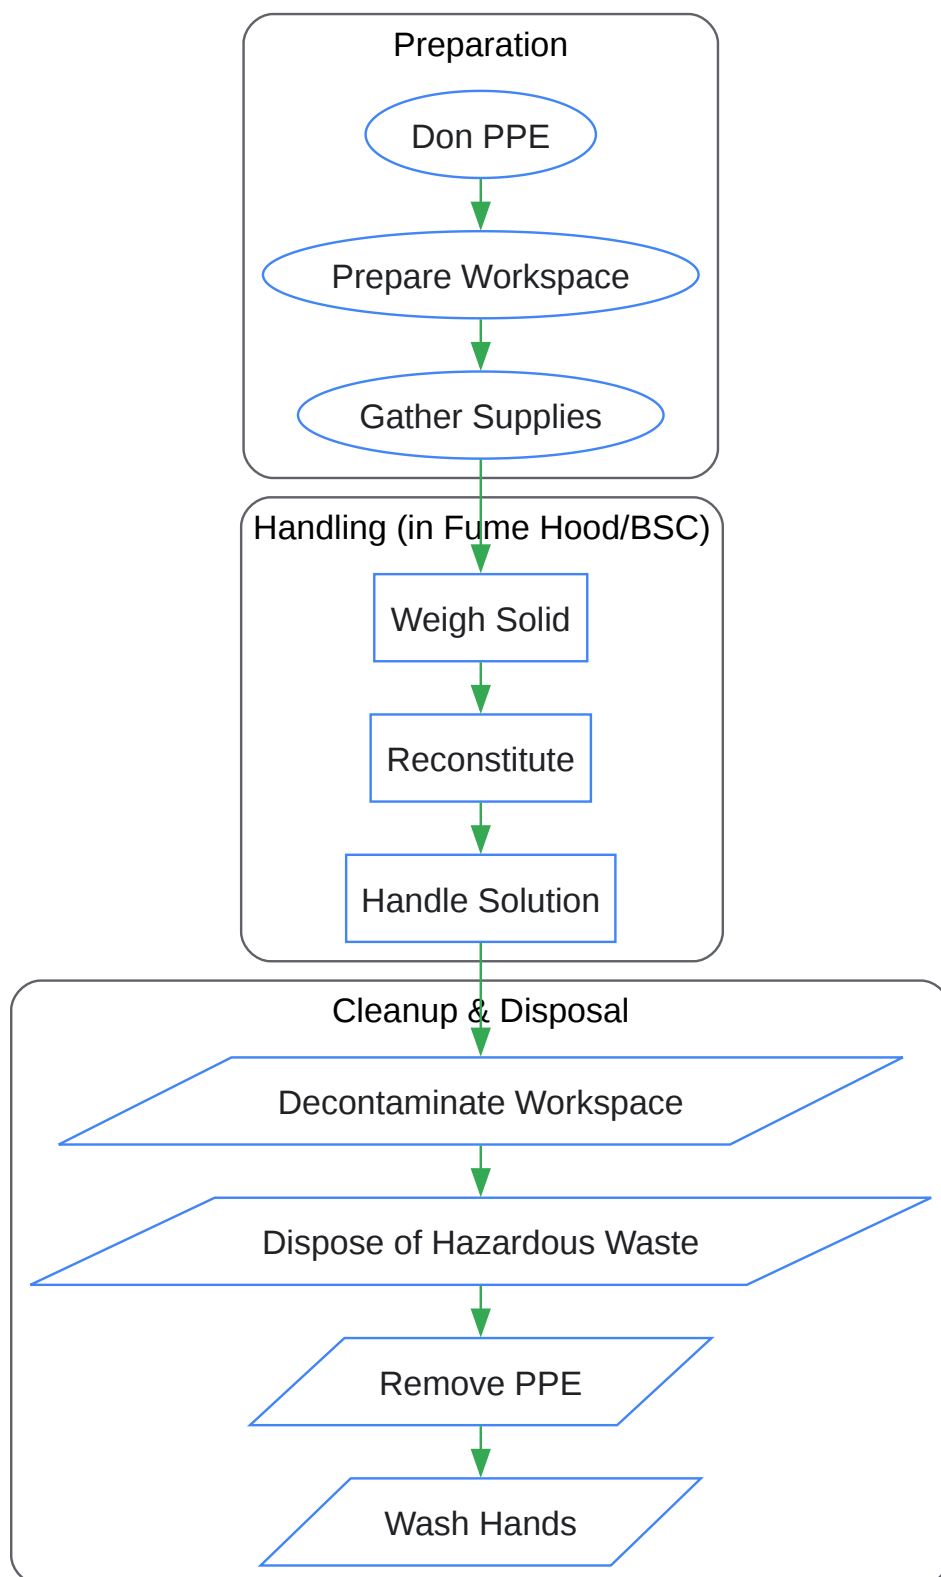 Preparation
Don PPE
Prepare Workspace
Gather Supplies
Handling (in Fume Hood/BSC)
Weigh Solid
Reconstitute
Handle Solution
Cleanup & Disposal
Decontaminate Workspace
Dispose of Hazardous Waste
Remove PPE
Wash Hands